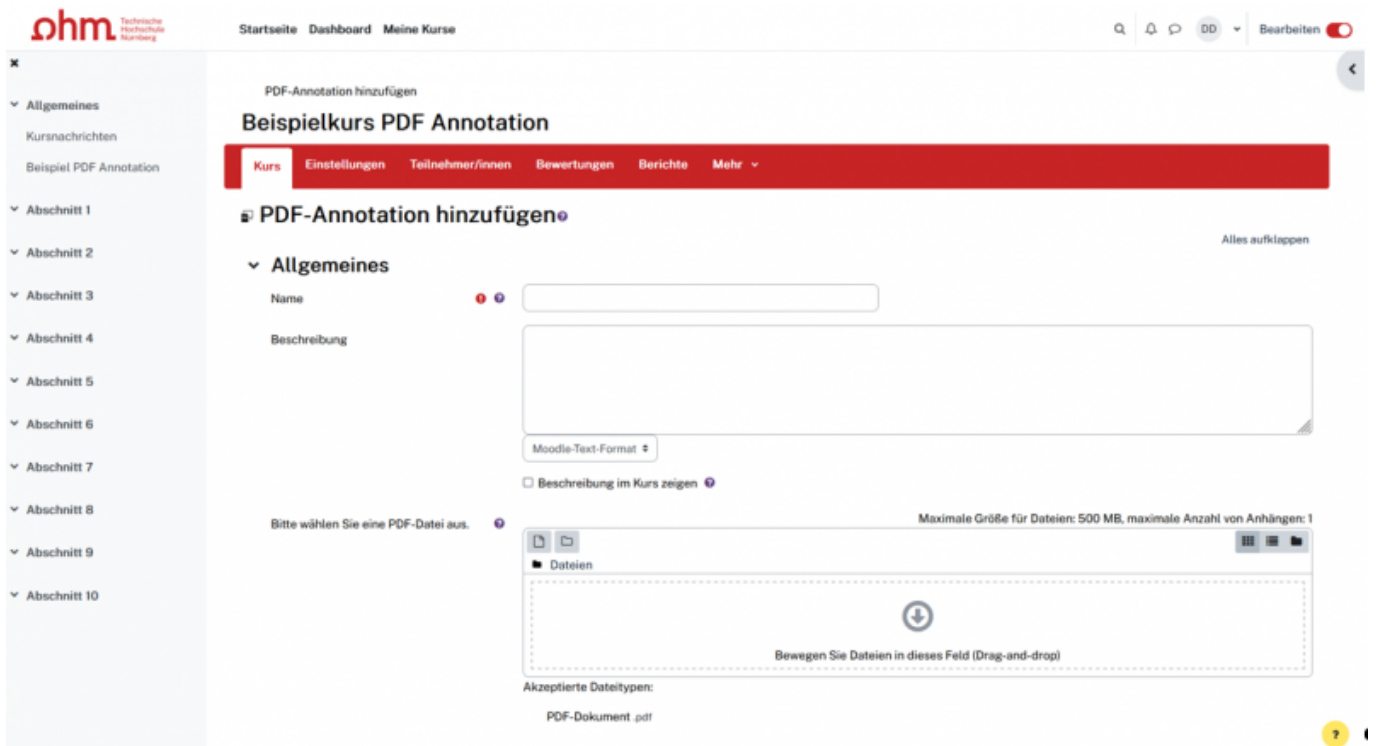 ohm Technische
Hochschule
Nürnberg
Startseite Dashboard Meine Kurse
DD Bearbeiten
Allgemeines
Kursnachrichten
Beispiel PDF Annotation
Abschnitt 1
Abschnitt 2
Abschnitt 3
Abschnitt 4
Abschnitt 5
Abschnitt 6
Abschnitt 7
Abschnitt 8
Abschnitt 9
Abschnitt 10
PDF-Annotation hinzufügen
Beispielkurs PDF Annotation
Kurs Einstellungen Teilnehmer/innen Bewertungen Berichte Mehr
PDF-Annotation hinzufügen
Alles aufklappen
Allgemeines
Name
Beschreibung
Moodle-Text-Format
Beschreibung im Kurs zeigen
Bitte wählen Sie eine PDF-Datei aus.
Maximale Größe für Dateien: 500 MB, maximale Anzahl von Anhängen: 1
Dateien
Bewegen Sie Dateien in dieses Feld (Drag-and-drop)
Akzeptierte Dateitypen:
PDF-Dokument .pdf
?